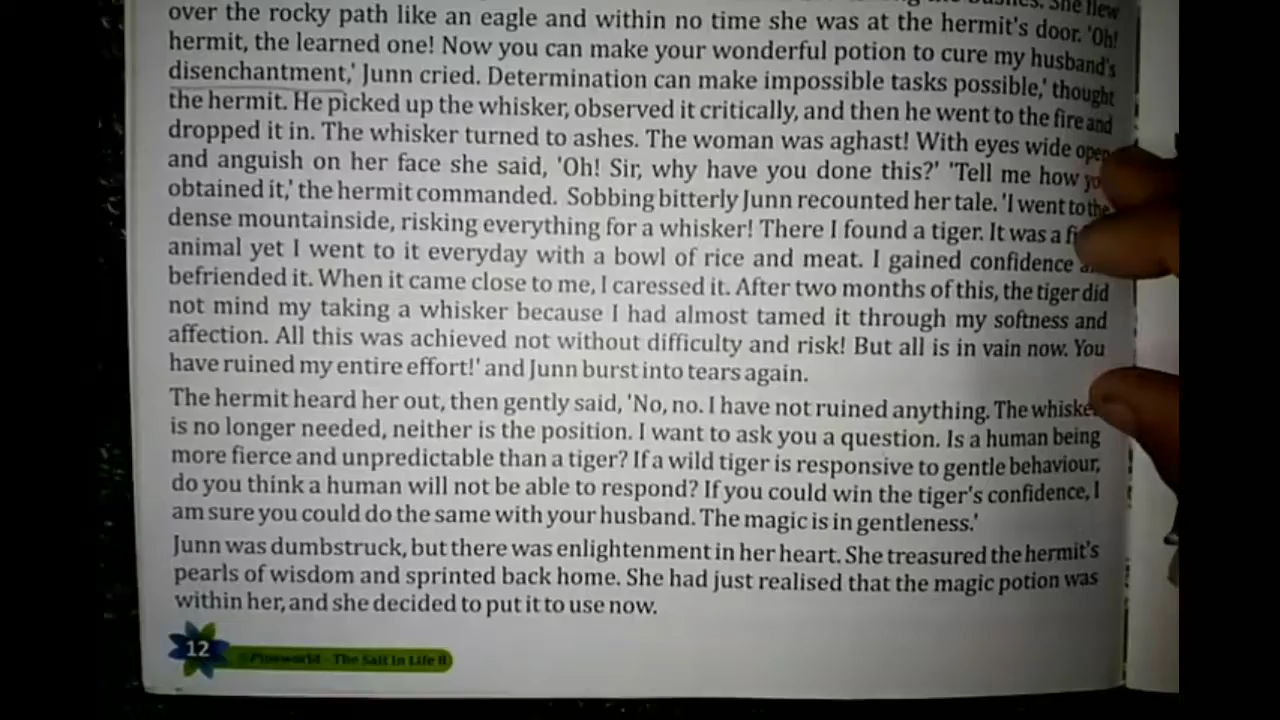 She flew
over the rocky path like an eagle and within no time she was at the hermit's door. 'Oh!
hermit, the learned one! Now you can make your wonderful potion to cure my husband's
disenchantment,' Junn cried. Determination can make impossible tasks possible,' thought
the hermit. He picked up the whisker, observed it critically, and then he went to the fire and
dropped it in. The whisker turned to ashes. The woman was aghast! With eyes wide open
and anguish on her face she said, 'Oh! Sir, why have you done this?' 'Tell me how
obtained it,' the hermit commanded. Sobbing bitterly Junn recounted her tale. 'I went to the
dense mountainside, risking everything for a whisker! There I found a tiger. It was a
animal yet I went to it everyday with a bowl of rice and meat. I gained confidence
befriended it. When it came close to me, I caressed it. After two months of this, the tiger did
not mind my taking a whisker because I had almost tamed it through my softness and
affection. All this was achieved not without difficulty and risk! But all is in vain now. You
have ruined my entire effort!' and Junn burst into tears again.
The hermit heard her out, then gently said, 'No, no. I have not ruined anything. The whisker
is no longer needed, neither is the position. I want to ask you a question. Is a human being
more fierce and unpredictable than a tiger? If a wild tiger is responsive to gentle behaviour,
do you think a human will not be able to respond? If you could win the tiger's confidence, I
am sure you could do the same with your husband. The magic is in gentleness.'
Junn was dumbstruck, but there was enlightenment in her heart. She treasured the hermit's
pearls of wisdom and sprinted back home. She had just realised that the magic potion was
within her, and she decided to put it to use now.
12 The Salt In Life 8